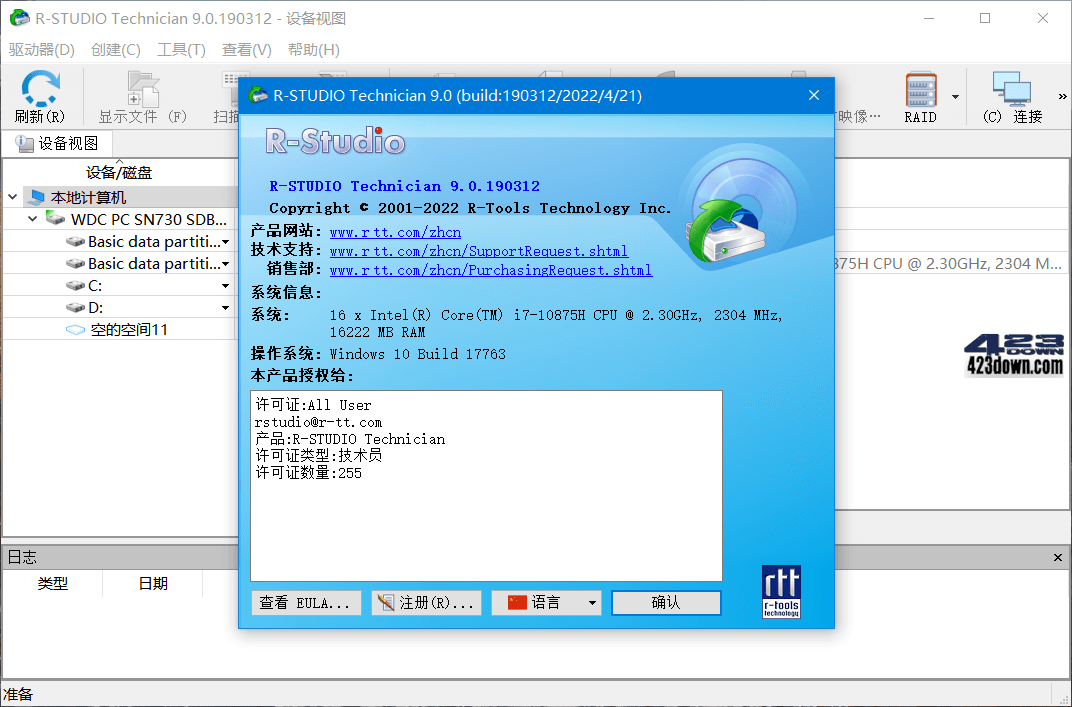 R-STUDIO Technician 9.0.190312 - 设备视图
驱动器(D) 创建(C) 工具(T) 查看(V) 帮助(H)
刷新(R) 显示文件 (F) 映像… RAID (C) 连接 »
设备视图
设备/磁盘
本地计算机
WDC PC SN730 SDB...
Basic data partiti...
Basic data partiti...
C:
D:
空的空间11
R-STUDIO Technician 9.0 (build:190312/2022/4/21)
R-Studio
R-STUDIO Technician 9.0.190312
Copyright © 2001-2022 R-Tools Technology Inc.
产品网站: www.rtt.com/zhcn
技术支持: www.rtt.com/zhcn/SupportRequest.shtml
销售部: www.rtt.com/zhcn/PurchasingRequest.shtml
系统信息:
系统: 16 x Intel(R) Core(TM) i7-10875H CPU @ 2.30GHz, 2304 MHz,
16222 MB RAM
操作系统: Windows 10 Build 17763
本产品授权给:
许可证:All User
rstudio@r-tt.com
产品:R-STUDIO Technician
许可证类型:技术员
许可证数量:255
查看 EULA... 注册(R)... 语言 确认
rtt
r-tools
technology
875H CPU @ 2.30GHz, 2304 M...
423DOWN
423down.com
日志
类型 日期
准备